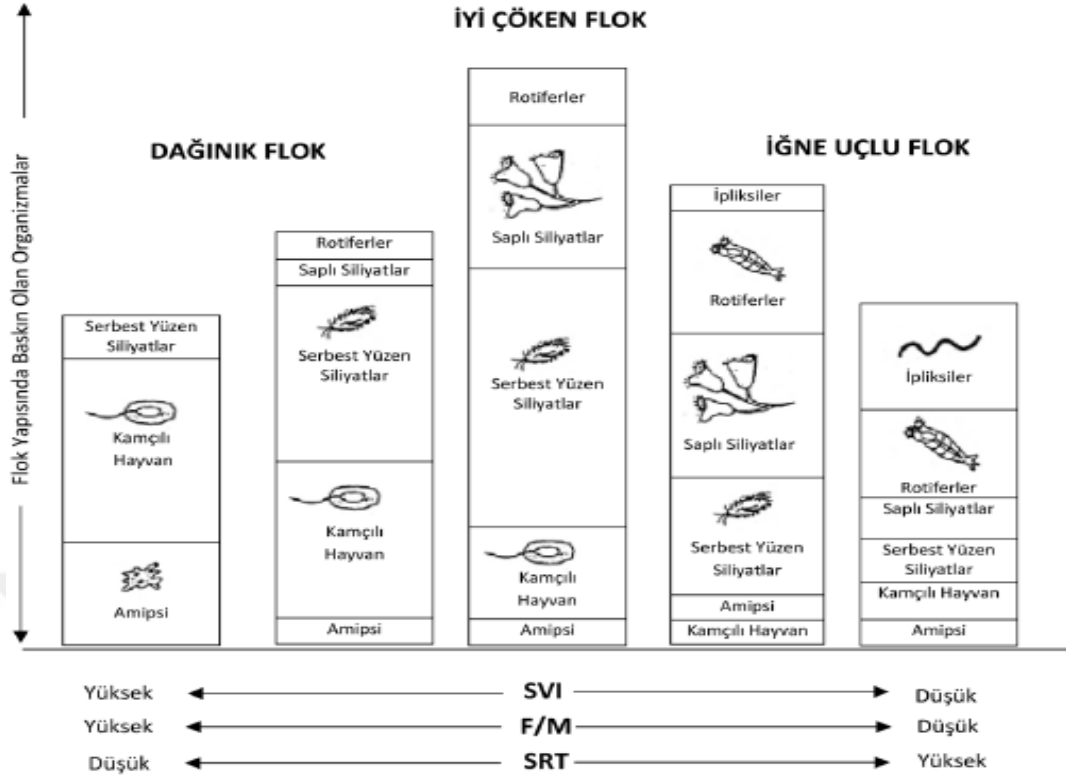 İYİ ÇÖKEN FLOK
DAĞINIK FLOK
İĞNE UÇLU FLOK
Flok Yapısında Baskın Olan Organizmalar
Serbest Yüzen
Siliyatlar
Kamçılı
Hayvan
Amipsi
Rotiferler
Saplı Siliyatlar
Serbest Yüzen
Siliyatlar
Kamçılı
Hayvan
Amipsi
Rotiferler
Saplı Siliyatlar
Serbest Yüzen
Siliyatlar
Kamçılı
Hayvan
Amipsi
İpliksiler
Rotiferler
Saplı Siliyatlar
Serbest Yüzen
Siliyatlar
Amipsi
Kamçılı Hayvan
İpliksiler
Rotiferler
Saplı Siliyatlar
Serbest Yüzen
Siliyatlar
Kamçılı Hayvan
Amipsi
Yüksek SVI Düşük
Yüksek F/M Düşük
Düşük SRT Yüksek